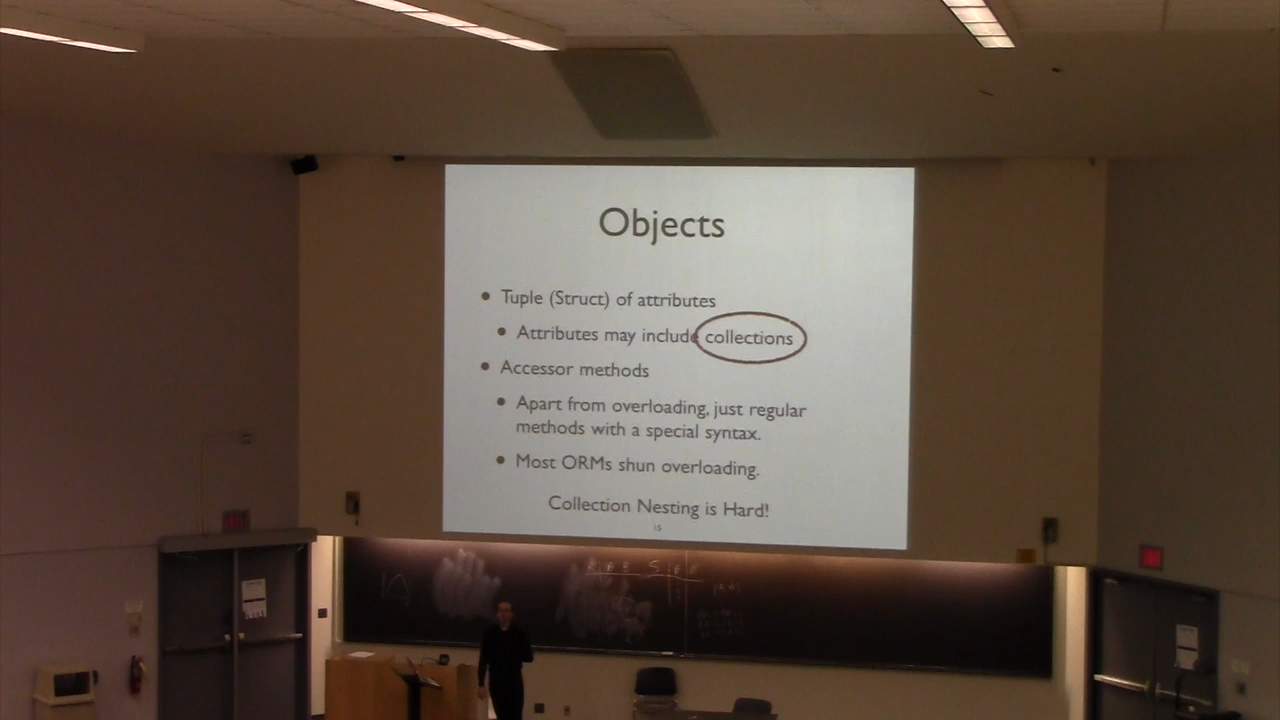 Objects
• Tuple (Struct) of attributes
• Attributes may include collections
• Accessor methods
• Apart from overloading, just regular
methods with a special syntax.
• Most ORMs shun overloading.
Collection Nesting is Hard!
15